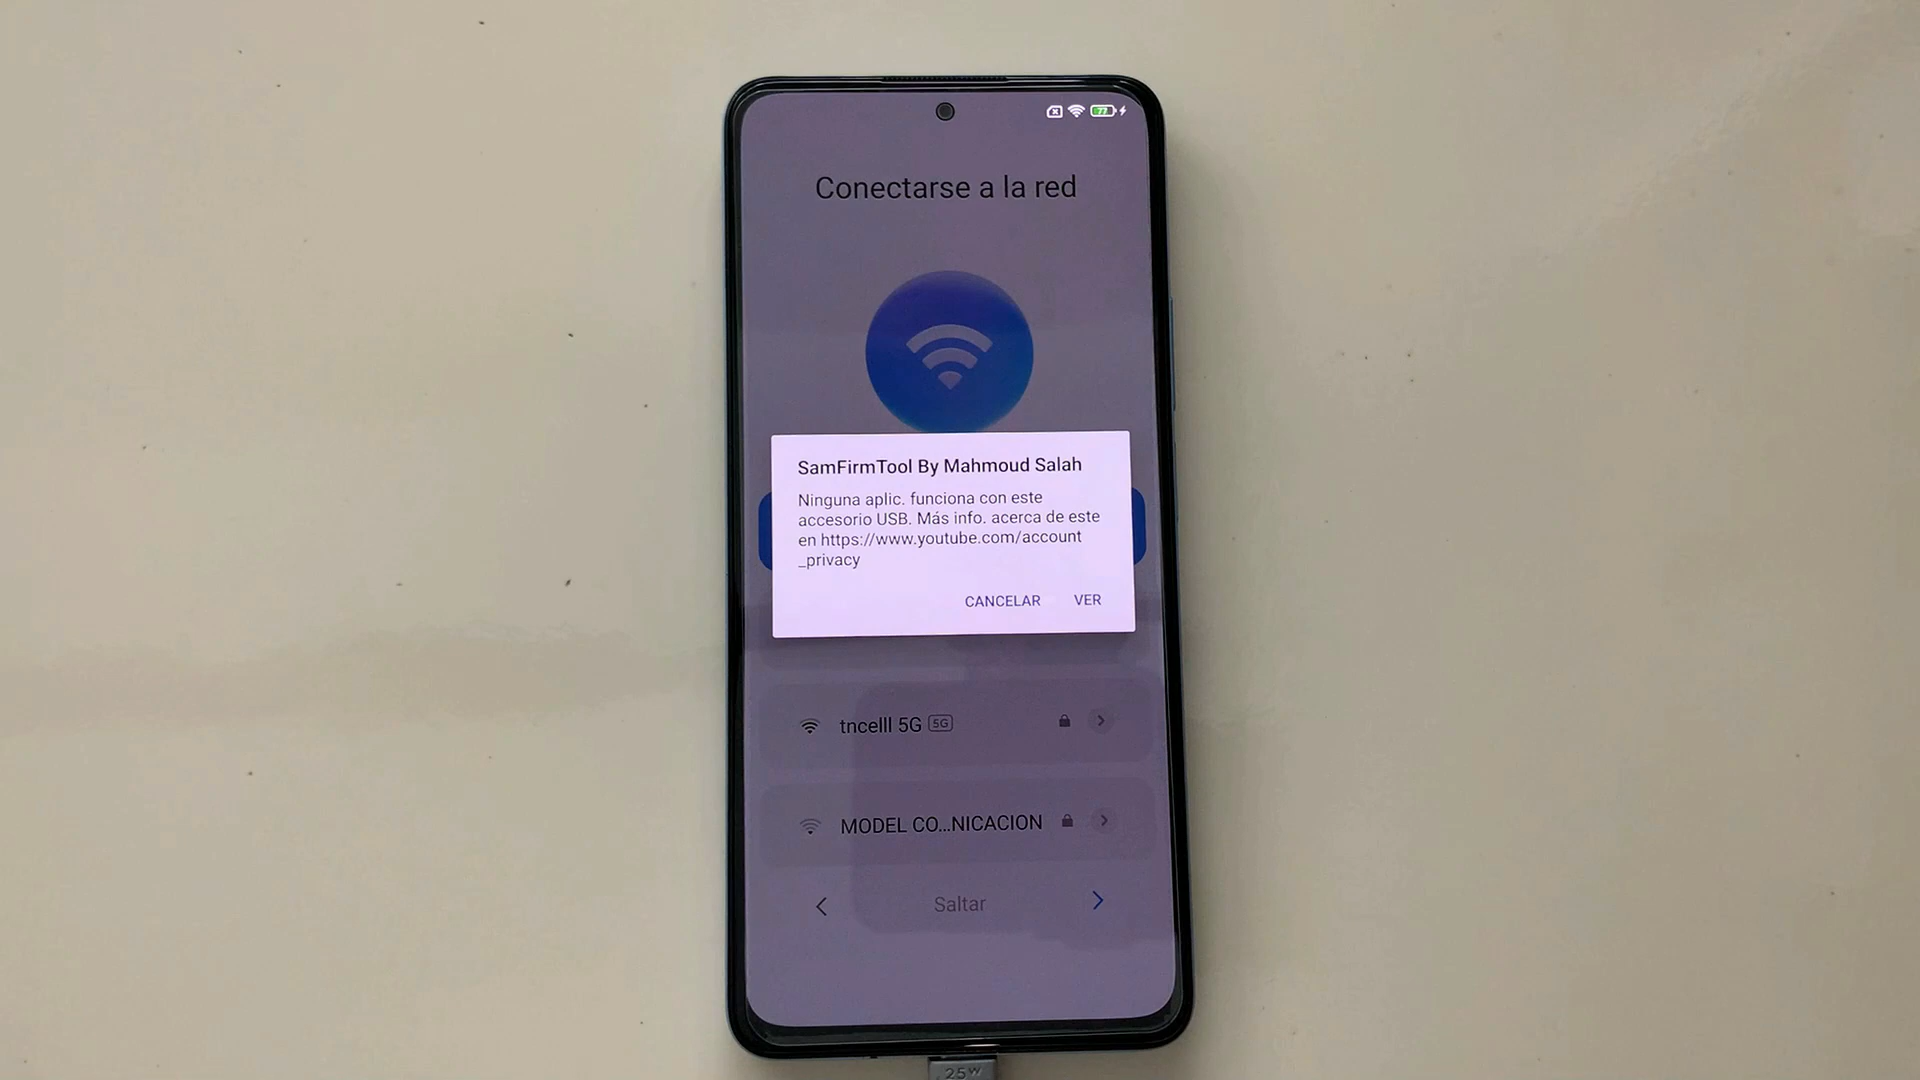 77
Conectarse a la red
SamFirmTool By Mahmoud Salah
Ninguna aplic. funciona con este
accesorio USB. Más info. acerca de este
en https://www.youtube.com/account
_privacy
CANCELAR VER
tncelll 5G 5G
MODEL CO...NICACION
Saltar
25W